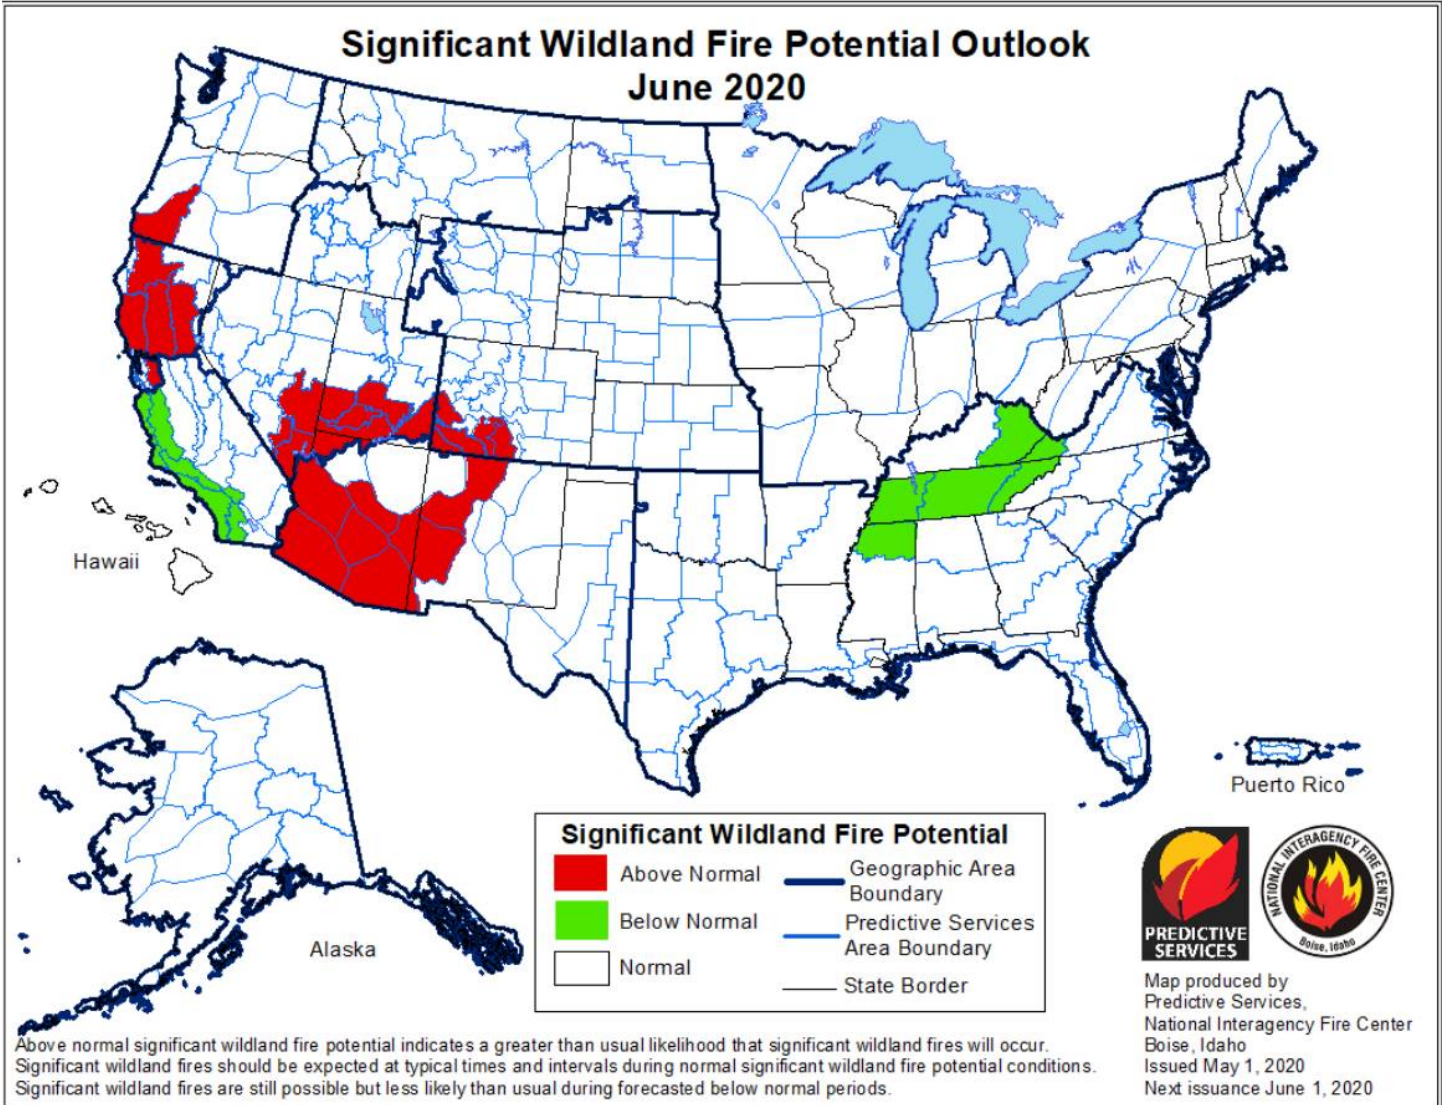 Significant Wildland Fire Potential Outlook
June 2020
Hawaii
Alaska
Puerto Rico
Significant Wildland Fire Potential
Above Normal
Below Normal
Normal
Geographic Area
Boundary
Predictive Services
Area Boundary
State Border
PREDICTIVE
SERVICES
NATIONAL INTERAGENCY FIRE CENTER
Boise, Idaho
Map produced by
Predictive Services,
National Interagency Fire Center
Boise, Idaho
Issued May 1, 2020
Next issuance June 1, 2020
Above normal significant wildland fire potential indicates a greater than usual likelihood that significant wildland fires will occur.
Significant wildland fires should be expected at typical times and intervals during normal significant wildland fire potential conditions.
Significant wildland fires are still possible but less likely than usual during forecasted below normal periods.